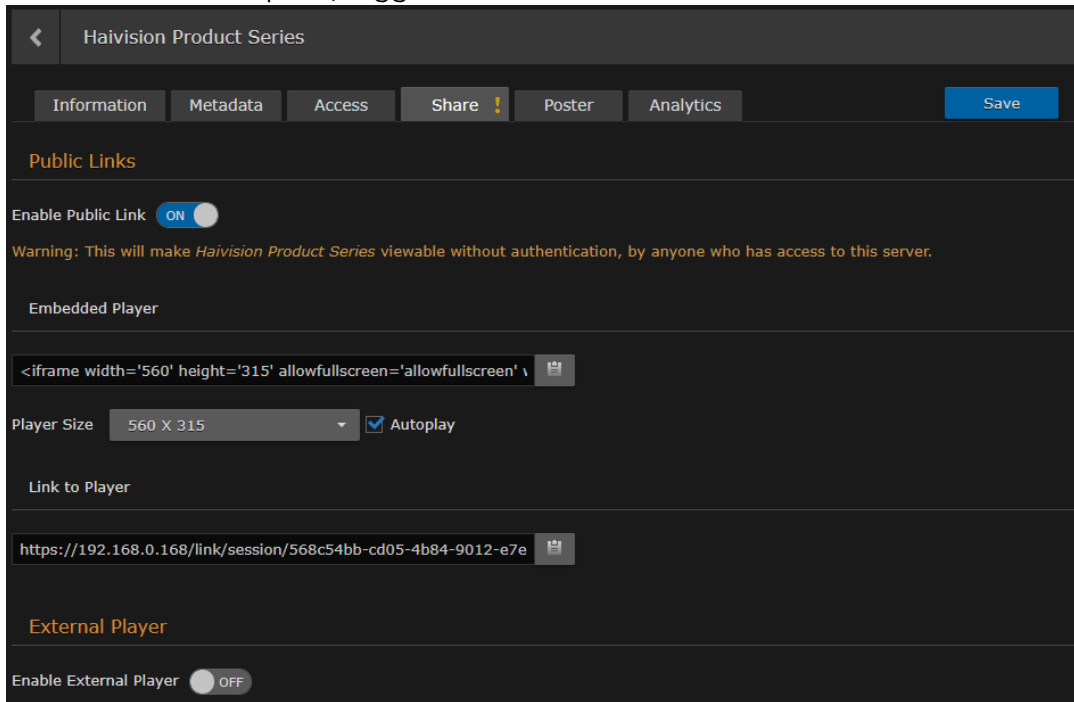 Haivision Product Series
Information Metadata Access Share ! Poster Analytics Save
Public Links
Enable Public Link ON
Warning: This will make Haivision Product Series viewable without authentication, by anyone who has access to this server.
Embedded Player
<iframe width='560' height='315' allowfullscreen='allowfullscreen'
Player Size 560 X 315 Autoplay
Link to Player
https://192.168.0.168/link/session/568c54bb-cd05-4b84-9012-e7e
External Player
Enable External Player OFF